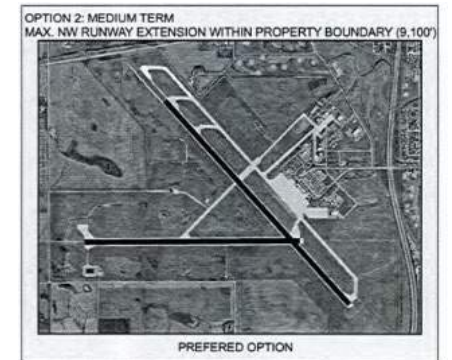 OPTION 2: MEDIUM TERM
MAX. NW RUNWAY EXTENSION WITHIN PROPERTY BOUNDARY (9,100')
PREFERED OPTION